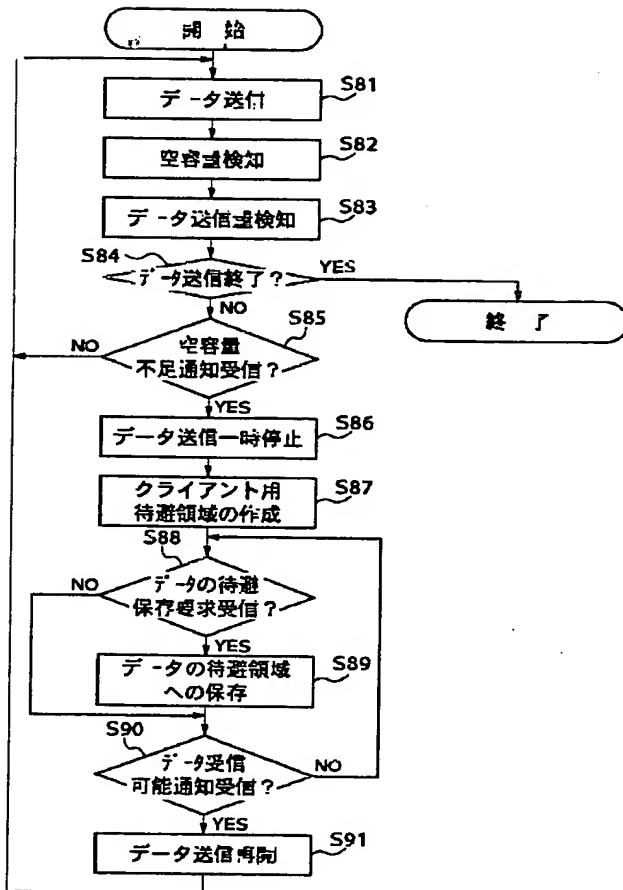 開 始
S81
データ送付
S82
空容量検知
S83
データ送信量検知
S84
データ送信終了?
YES
NO
終 了
S85
空容量
不足通知受信?
NO
YES
S86
データ送信一時停止
S87
クライアント用
待避領域の作成
S88
データの待避
保存要求受信?
NO
YES
S89
データの待避領域
への保存
S90
データ受信
可能通知受信?
NO
YES
S91
データ送信再開